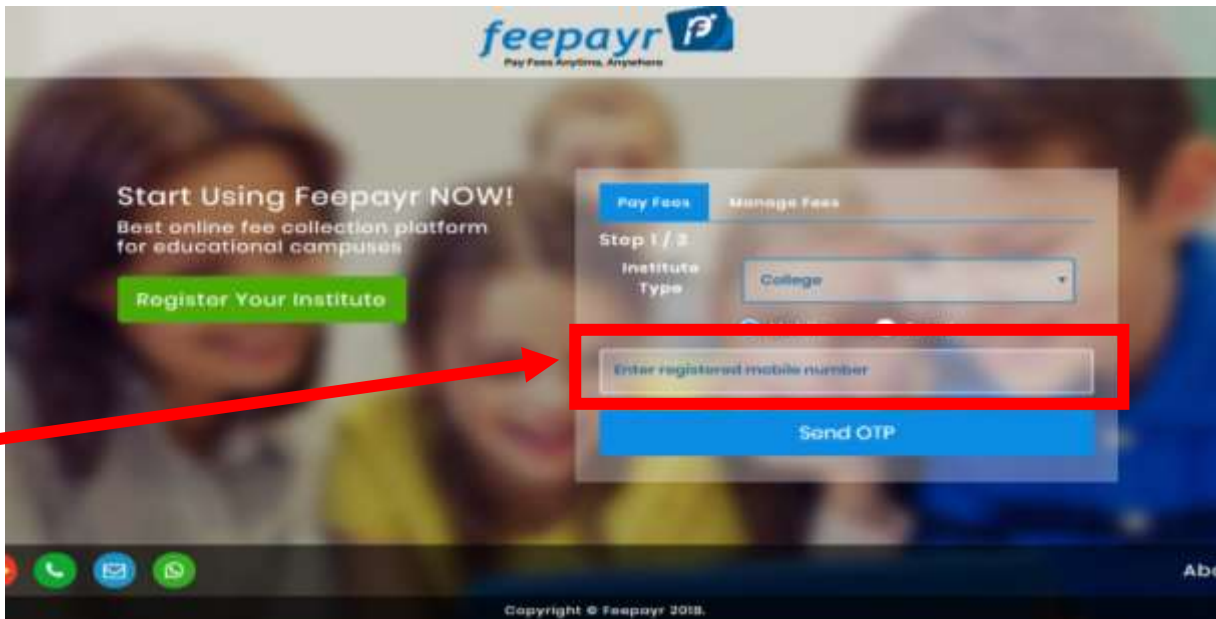 feepayr
Pay Fees Anytime, Anywhere
Start Using Feepayr NOW!
Best online fee collection platform
for educational campuses
Register Your Institute
Pay Fees
Manage Fees
Step 1 /
Institute
Type
College
Enter registered mobile number
Send OTP
Abo
Copyright © Feepayr 2018.